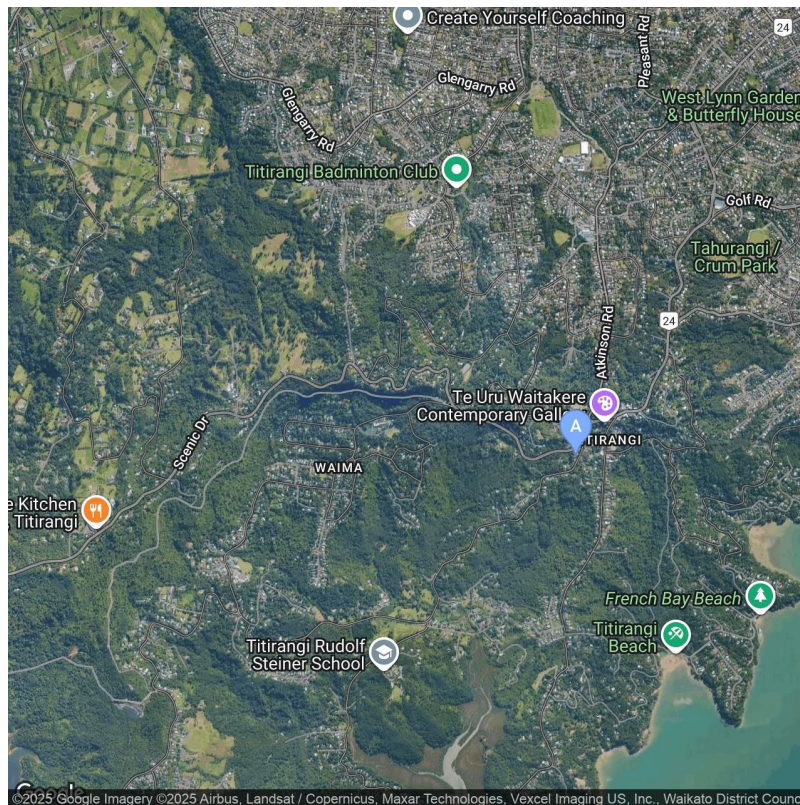 Create Yourself Coaching
24
Pleasant Rd
Glengarry Rd
Glengarry Rd
West Lynn Garden
& Butterfly House
Titirangi Badminton Club
Golf Rd
Tahurangi /
Crum Park
24
Atkinson Rd
Te Uru Waitakere
Contemporary Gall
A
TIRANGI
Scenic Dr
WAIMA
e Kitchen
Titirangi
French Bay Beach
Titirangi
Beach
Titirangi Rudolf
Steiner School
Google
©2025 Google Imagery ©2025 Airbus, Landsat / Copernicus, Maxar Technologies, Vexcel Imaging US, Inc., Waikato District Counc